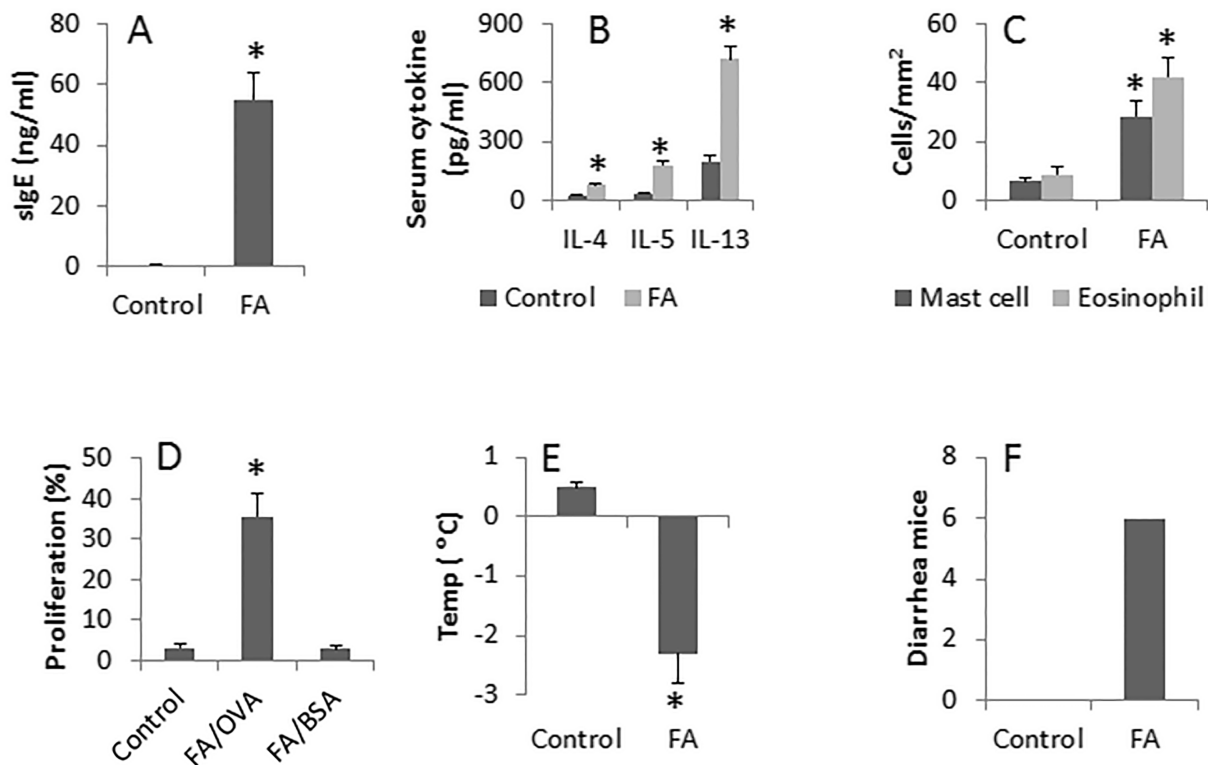 A
sIgE (ng/ml)
80
60
40
20
0
*
Control FA
B
Serum cytokine
(pg/ml)
900
600
300
0
* * *
IL-4 IL-5 IL-13
Control FA
C
Cells/mm²
60
40
20
0
* *
Control FA
Mast cell Eosinophil
D
Proliferation (%)
50
40
30
20
10
0
*
Control FA/OVA FA/BSA
E
Temp ( °C)
1
0
-1
-2
-3
*
Control FA
F
Diarrhea mice
8
6
4
2
0
Control FA